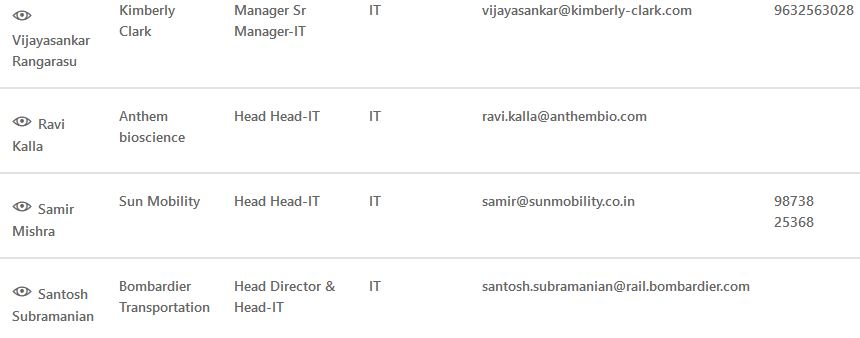 Vijayasankar Rangarasu Kimberly Clark Manager Sr Manager-IT IT vijayasankar@kimberly-clark.com 9632563028
Ravi Kalla Anthem bioscience Head Head-IT IT ravi.kalla@anthembio.com
Samir Mishra Sun Mobility Head Head-IT IT samir@sunmobility.co.in 98738 25368
Santosh Subramanian Bombardier Transportation Head Director & Head-IT IT santosh.subramanian@rail.bombardier.com